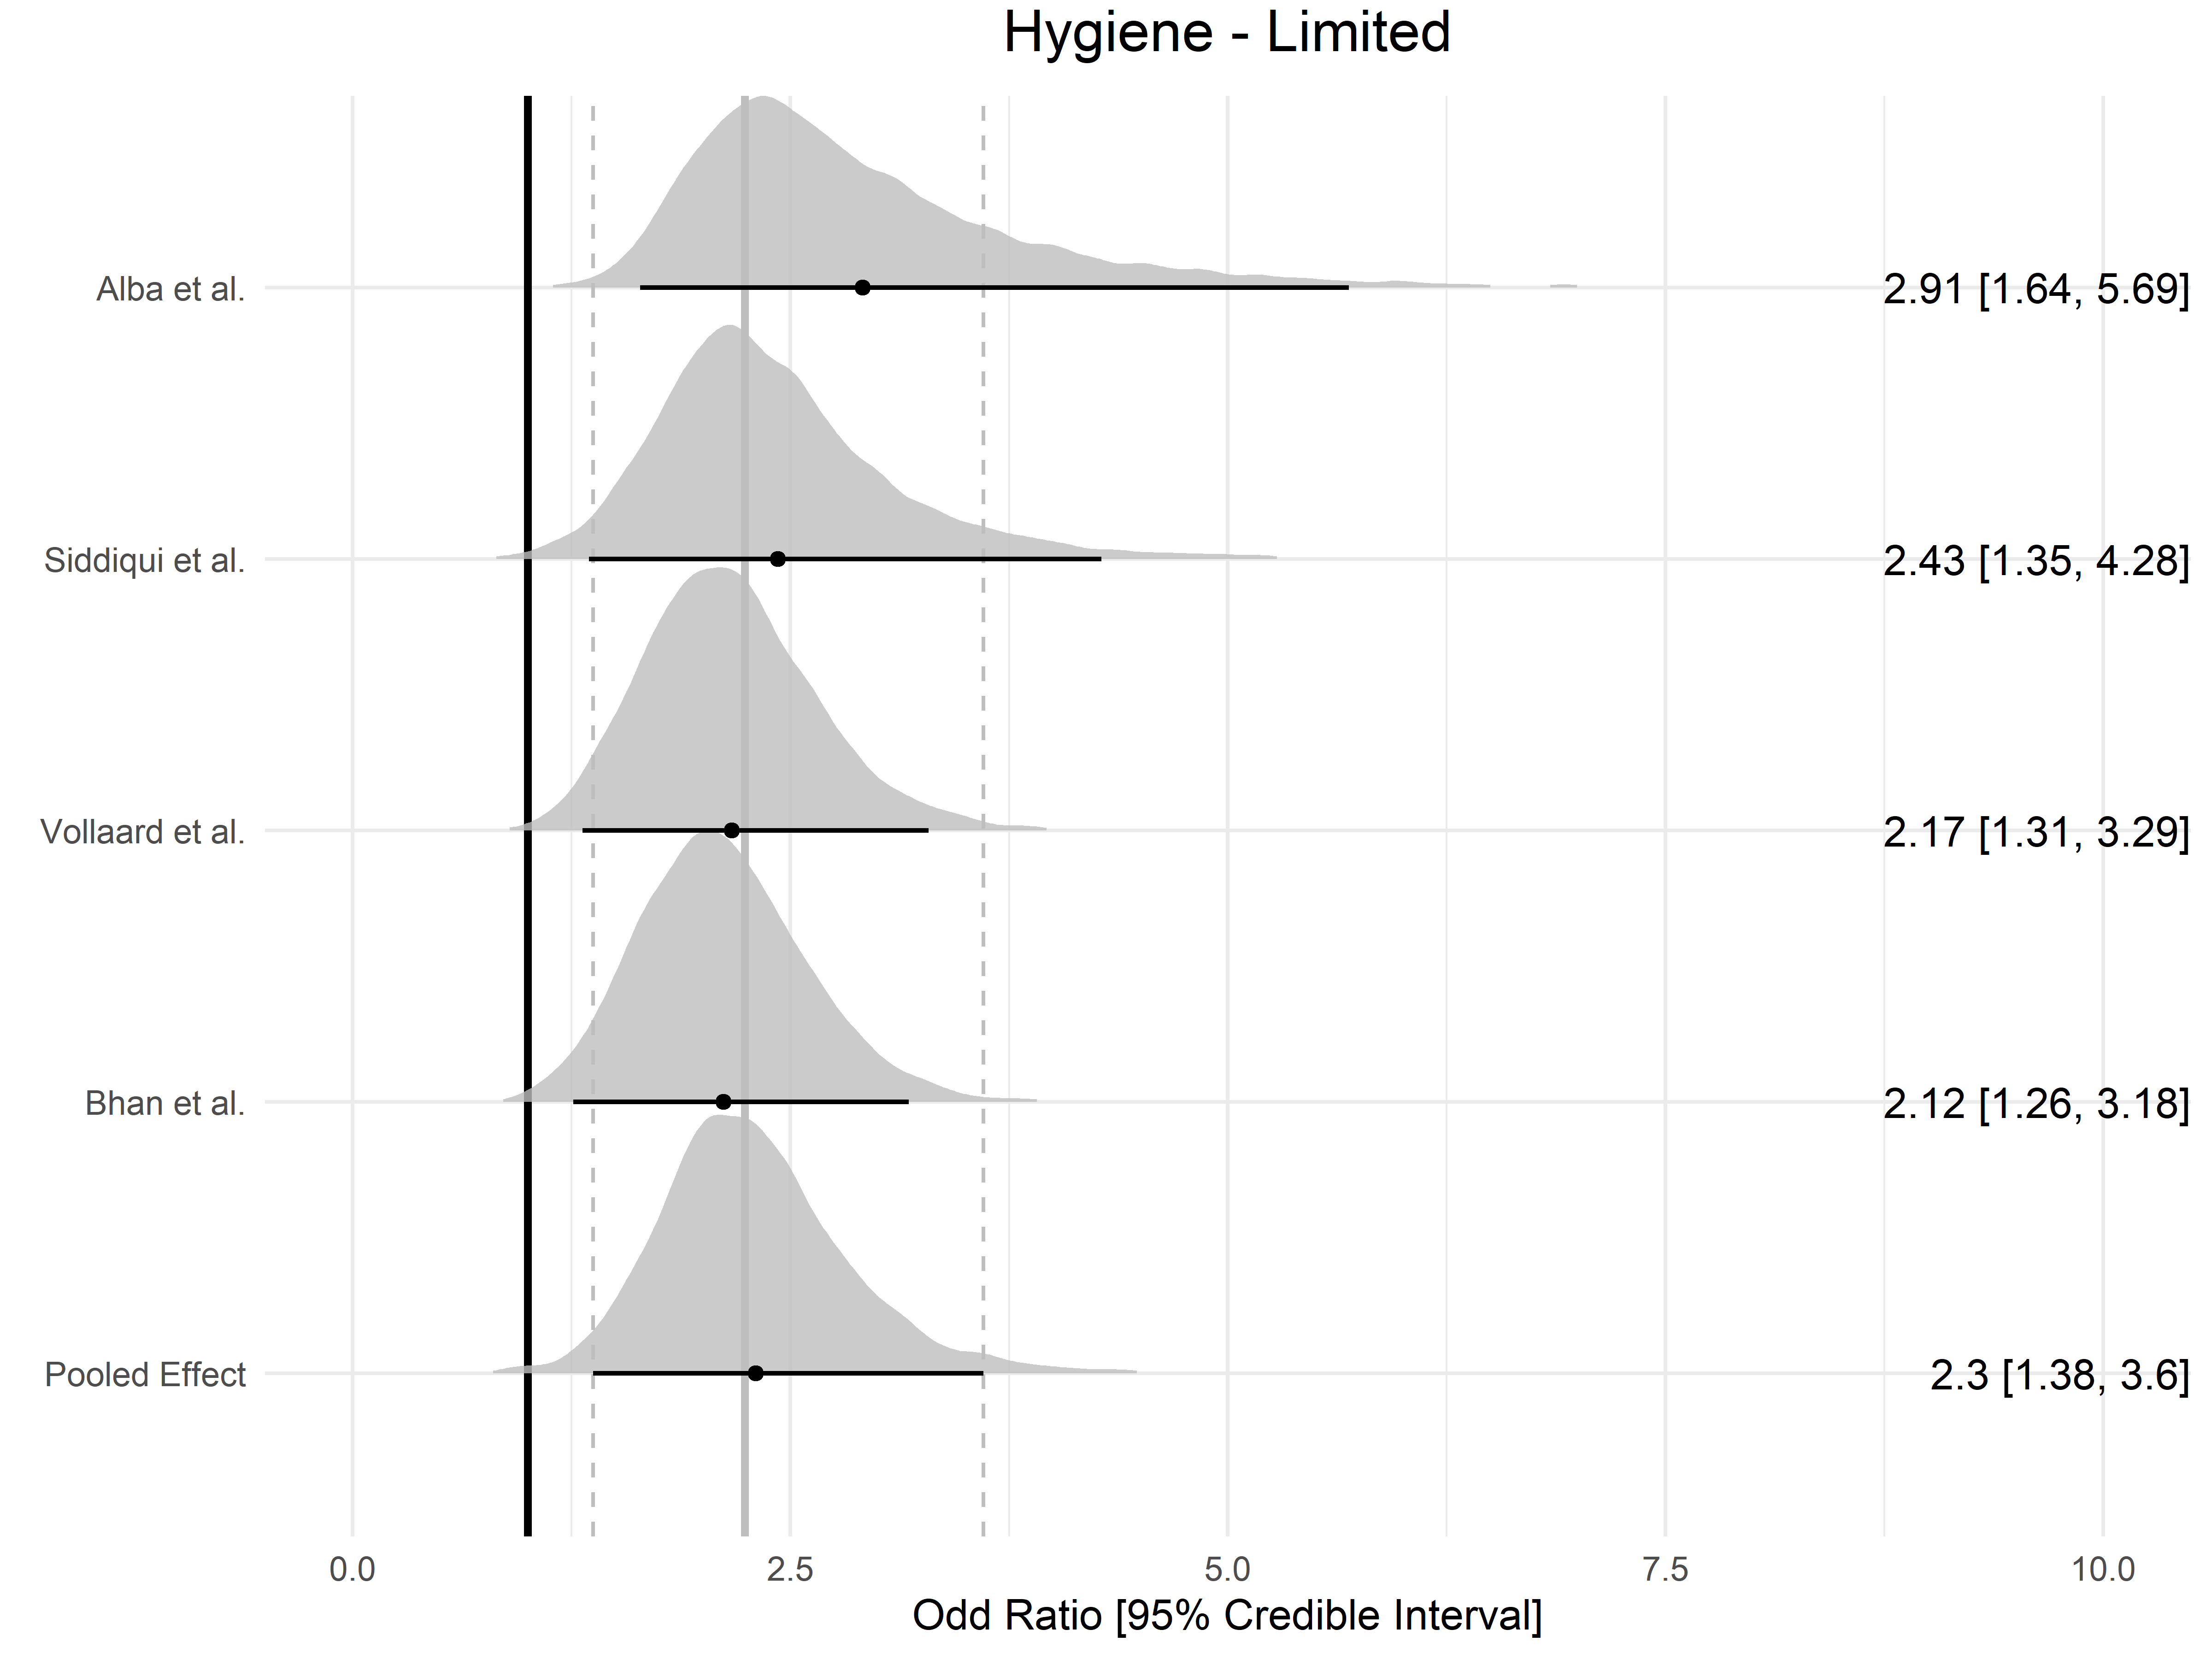 Hygiene - Limited
Alba et al. 2.91 [1.64, 5.69]
Siddiqui et al. 2.43 [1.35, 4.28]
Vollaard et al. 2.17 [1.31, 3.29]
Bhan et al. 2.12 [1.26, 3.18]
Pooled Effect 2.3 [1.38, 3.6]
0.0 2.5 5.0 7.5 10.0
Odd Ratio [95% Credible Interval]